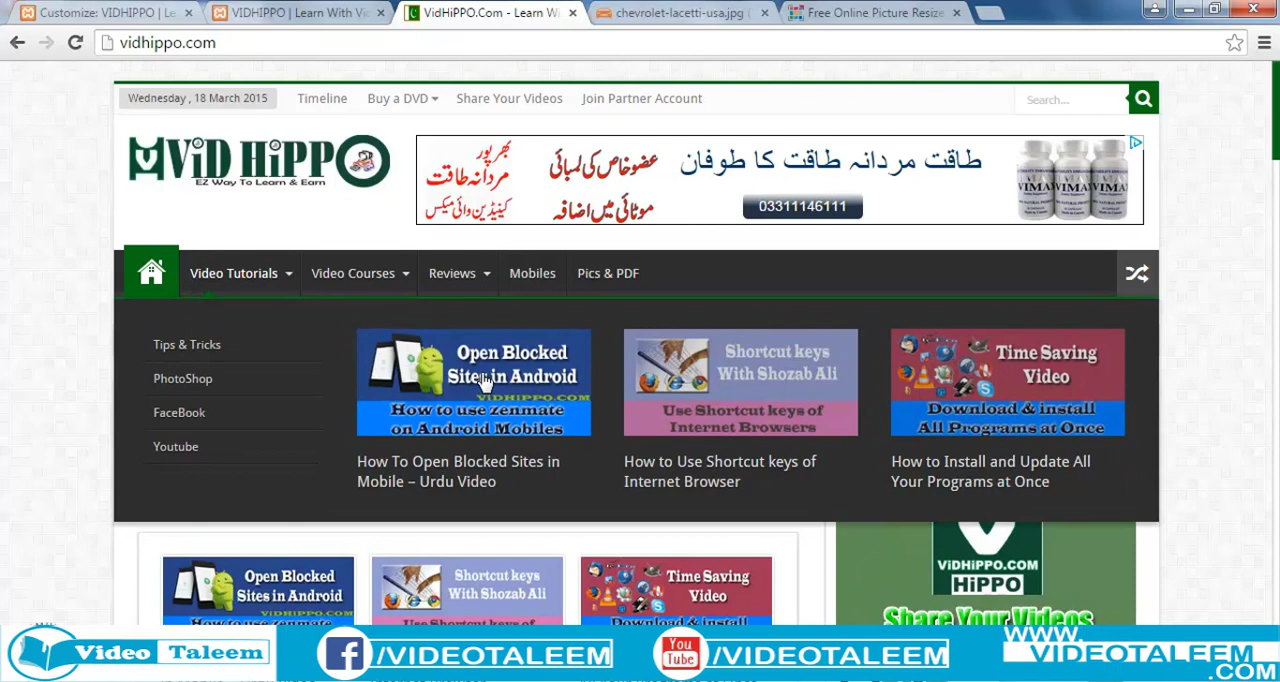 Customize: VIDHIPPO | Le
VIDHIPPO | Learn With Vi
VidHiPPO.Com - Learn W
chevrolet-lacetti-usa.jpg (
Free Online Picture Resize
vidhippo.com
Wednesday , 18 March 2015
Timeline
Buy a DVD
Share Your Videos
Join Partner Account
Search...
ViD HiPPO
EZ Way To Learn & Earn
بھرپور
مردانہ طاقت
کینیڈین وائی میکس
عضو خاص کی لمبائی
موٹائی میں اضافہ
طاقت مردانہ طاقت کا طوفان
03311146111
VIMAX
Video Tutorials
Video Courses
Reviews
Mobiles
Pics & PDF
Tips & Tricks
PhotoShop
FaceBook
Youtube
Open Blocked
Sites in Android
VIDHIPPO.COM
How to use zenmate
on Android Mobiles
How To Open Blocked Sites in
Mobile – Urdu Video
Shortcut keys
With Shozab Ali
Use Shortcut keys of
Internet Browsers
How to Use Shortcut keys of
Internet Browser
Time Saving
Video
Download & install
All Programs at Once
How to Install and Update All
Your Programs at Once
Open Blocked
Sites in Android
VIDHIPPO.COM
Shortcut keys
With Shozab Ali
Time Saving
Video
ViDHiPPO.COM
HiPPO
Share Your Videos
Video Taleem
/VIDEOTALEEM
You
Tube
/VIDEOTALEEM
WWW.
VIDEOTALEEM
.COM